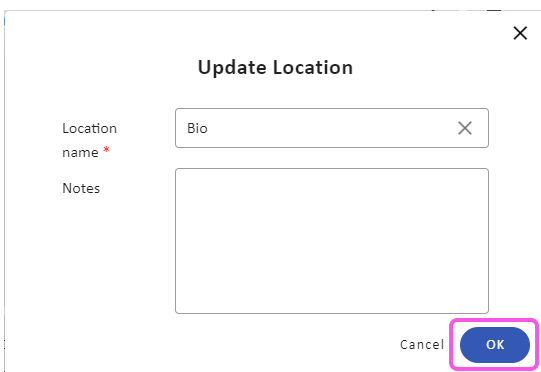 Update Location
Location
name *
Bio
Notes
Cancel
OK